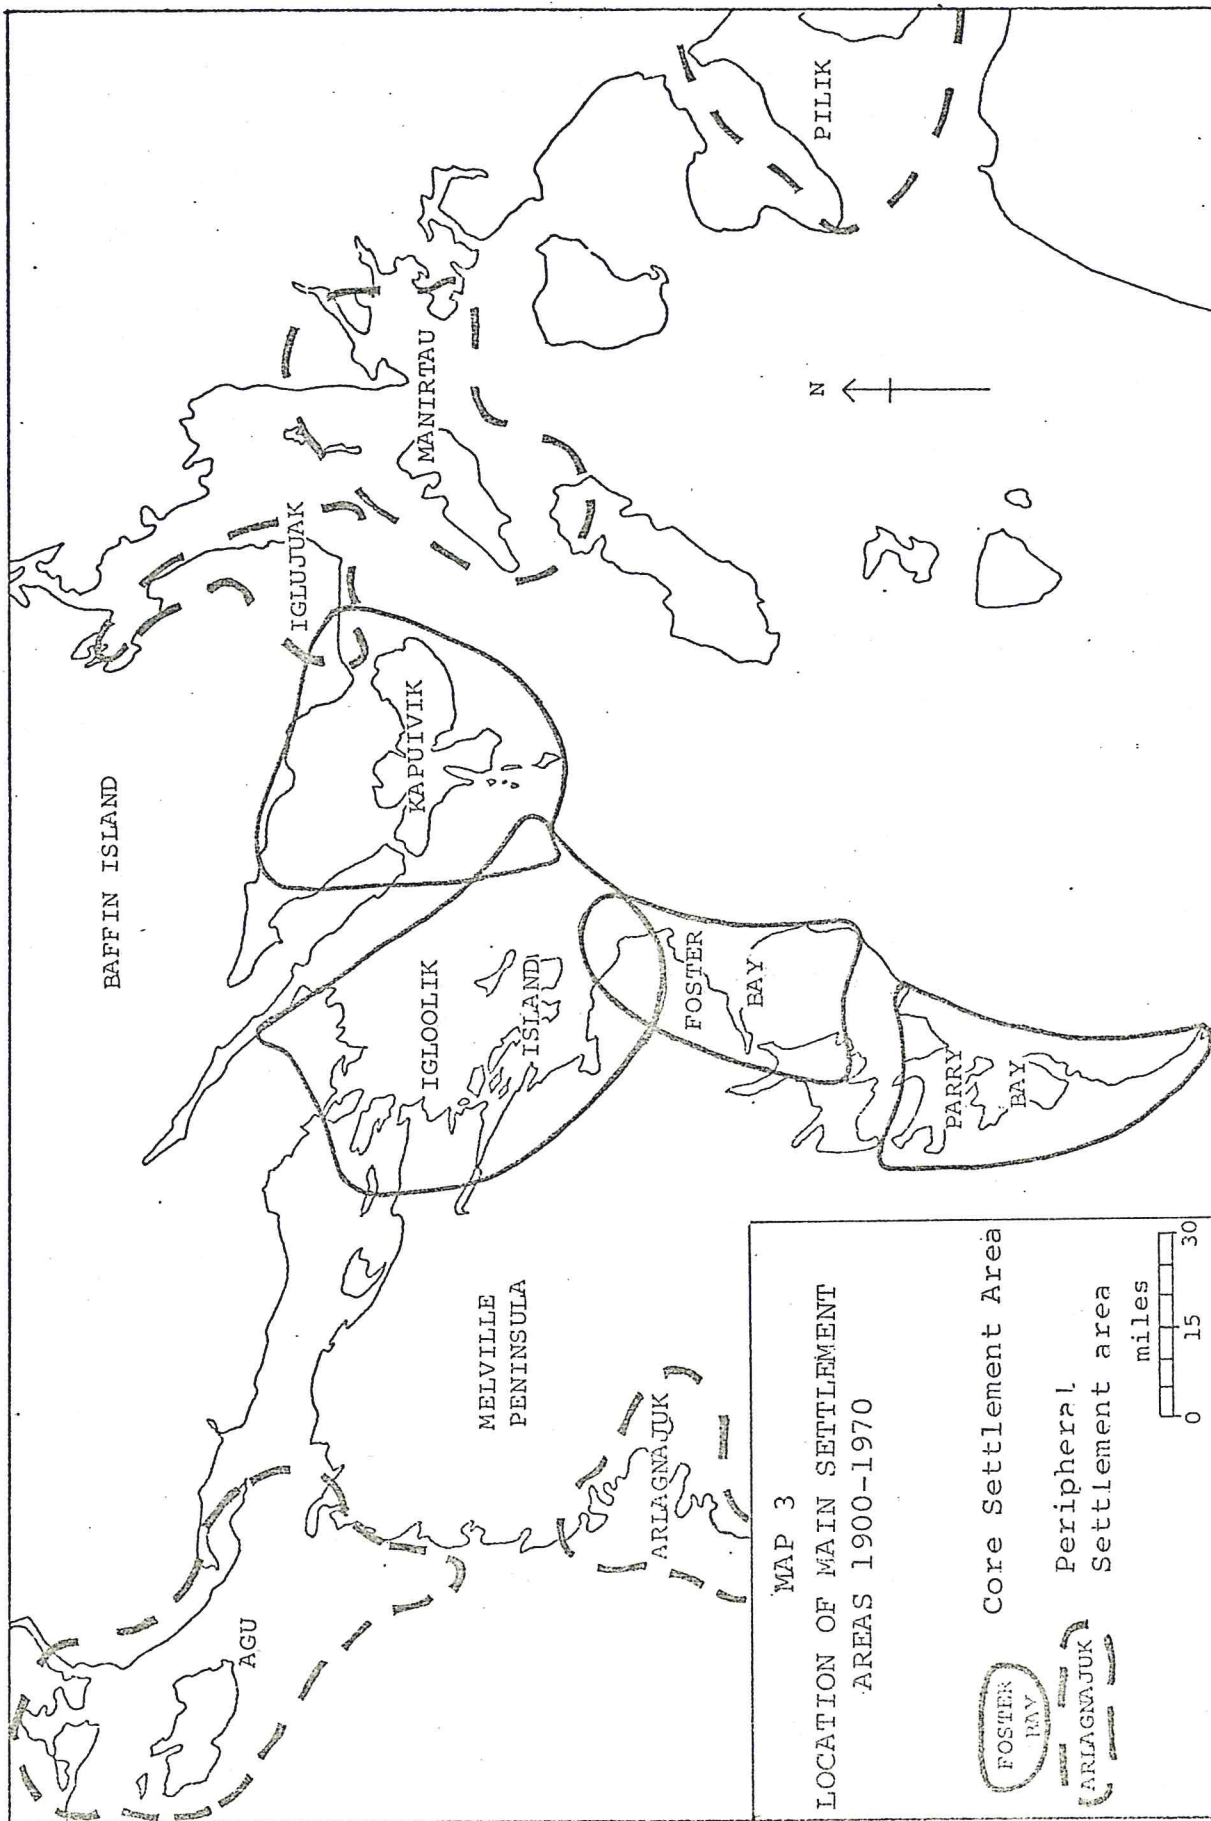 BAFFIN ISLAND
AGU
IGLUJUAK
MANIRTAU
KAPUIVIK
IGLOOLIK
ISLAND
MELVILLE
PENINSULA
ARLAGNAJUK
FOSTER
BAY
PARRY
BAY
PILIK
N
MAP 3
LOCATION OF MAIN SETTLEMENT
AREAS 1900-1970
FOSTER
BAY
Core Settlement Area
ARLAGNAJUK
Peripheral
Settlement area
miles
0 15 30